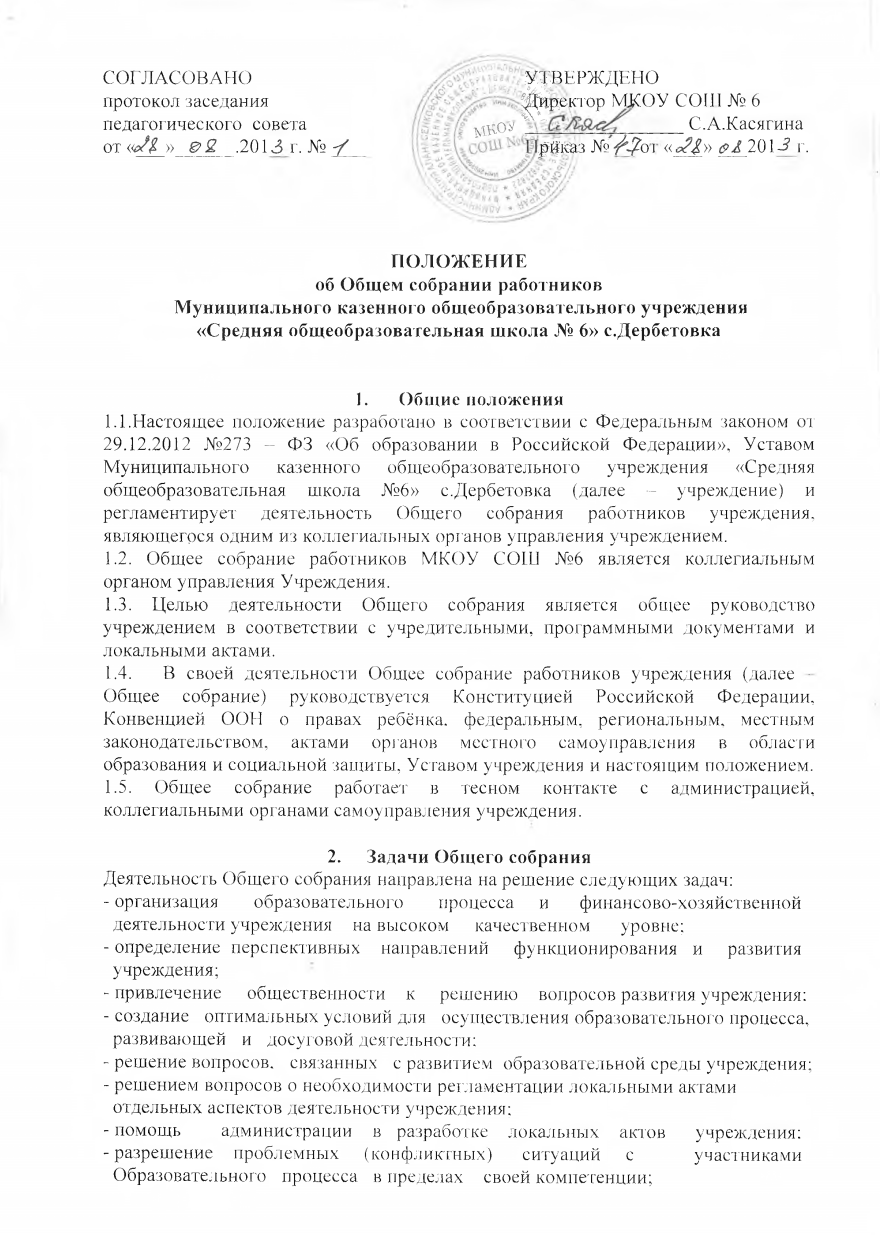 СОГЛАСОВАНО
протокол заседания
педагогического совета
от «28» 08 .2013 г. № 1
УТВЕРЖДЕНО
Директор МКОУ СОШ № 6
С.А.Касягина
Приказ № 47 от «28» 08 2013 г.
МКОУ
СОШ №6
ПОЛОЖЕНИЕ
об Общем собрании работников
Муниципального казенного общеобразовательного учреждения
«Средняя общеобразовательная школа № 6» с.Дербетовка
1. Общие положения
1.1.Настоящее положение разработано в соответствии с Федеральным законом от
29.12.2012 №273 – ФЗ «Об образовании в Российской Федерации», Уставом
Муниципального казенного общеобразовательного учреждения «Средняя
общеобразовательная школа №6» с.Дербетовка (далее – учреждение) и
регламентирует деятельность Общего собрания работников учреждения,
являющегося одним из коллегиальных органов управления учреждением.
1.2. Общее собрание работников МКОУ СОШ №6 является коллегиальным
органом управления Учреждения.
1.3. Целью деятельности Общего собрания является общее руководство
учреждением в соответствии с учредительными, программными документами и
локальными актами.
1.4. В своей деятельности Общее собрание работников учреждения (далее –
Общее собрание) руководствуется Конституцией Российской Федерации,
Конвенцией ООН о правах ребёнка, федеральным, региональным, местным
законодательством, актами органов местного самоуправления в области
образования и социальной защиты, Уставом учреждения и настоящим положением.
1.5. Общее собрание работает в тесном контакте с администрацией,
коллегиальными органами самоуправления учреждения.
2. Задачи Общего собрания
Деятельность Общего собрания направлена на решение следующих задач:
- организация образовательного процесса и финансово-хозяйственной
деятельности учреждения на высоком качественном уровне;
- определение перспективных направлений функционирования и развития
учреждения;
- привлечение общественности к решению вопросов развития учреждения;
- создание оптимальных условий для осуществления образовательного процесса,
развивающей и досуговой деятельности;
- решение вопросов, связанных с развитием образовательной среды учреждения;
- решением вопросов о необходимости регламентации локальными актами
отдельных аспектов деятельности учреждения;
- помощь администрации в разработке локальных актов учреждения;
- разрешение проблемных (конфликтных) ситуаций с участниками
Образовательного процесса в пределах своей компетенции;